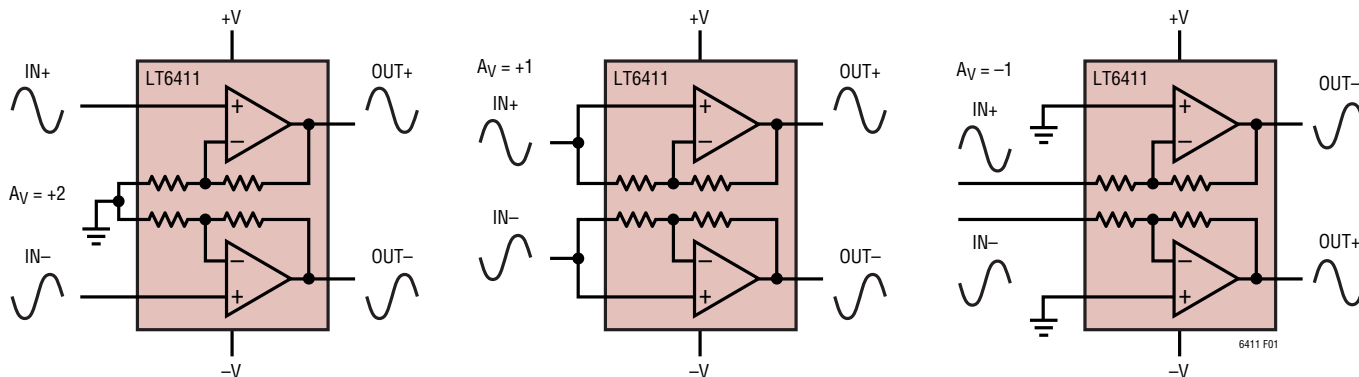 +V
IN+
LT6411
OUT+
+
–
AV = +2
IN–
–
+
OUT–
–V
+V
AV = +1
LT6411
IN+
OUT+
+
–
IN–
–
+
OUT–
–V
+V
AV = –1
LT6411
IN+
OUT–
+
–
IN–
–
+
OUT+
6411 F01
–V